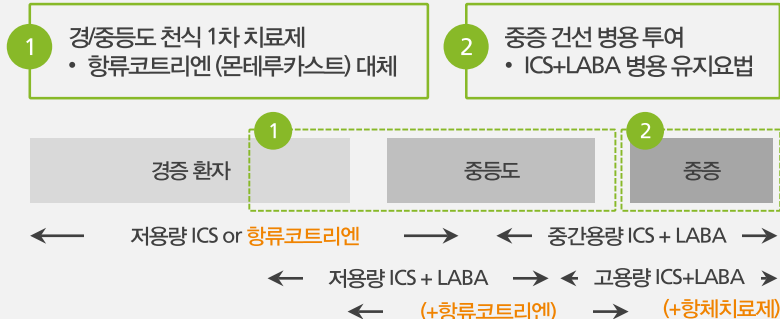 1
경/중등도 천식 1차 치료제
• 항류코트리엔 (몬테루카스트) 대체
2
중증 건선 병용 투여
• ICS+LABA 병용 유지요법
1
2
경증 환자
중등도
중증
저용량 ICS or 항류코트리엔
중간용량 ICS + LABA
저용량 ICS + LABA
고용량 ICS+LABA
(+항류코트리엔)
(+항체치료제)